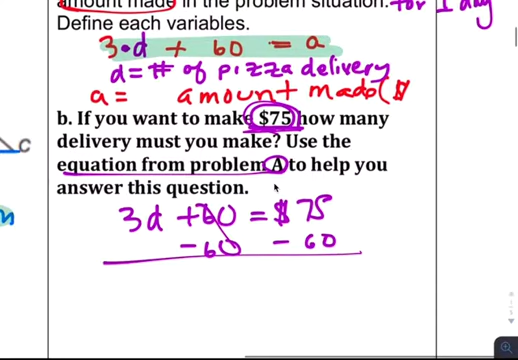 amount made in the problem situation. for 1 day
Define each variables.
3•d + 60 = a
d = # of pizza delivery
a = amount made ($
b. If you want to make $75 how many
delivery must you make? Use the
equation from problem A to help you
answer this question.
C
3d + 60 = $75
- 60 - 60